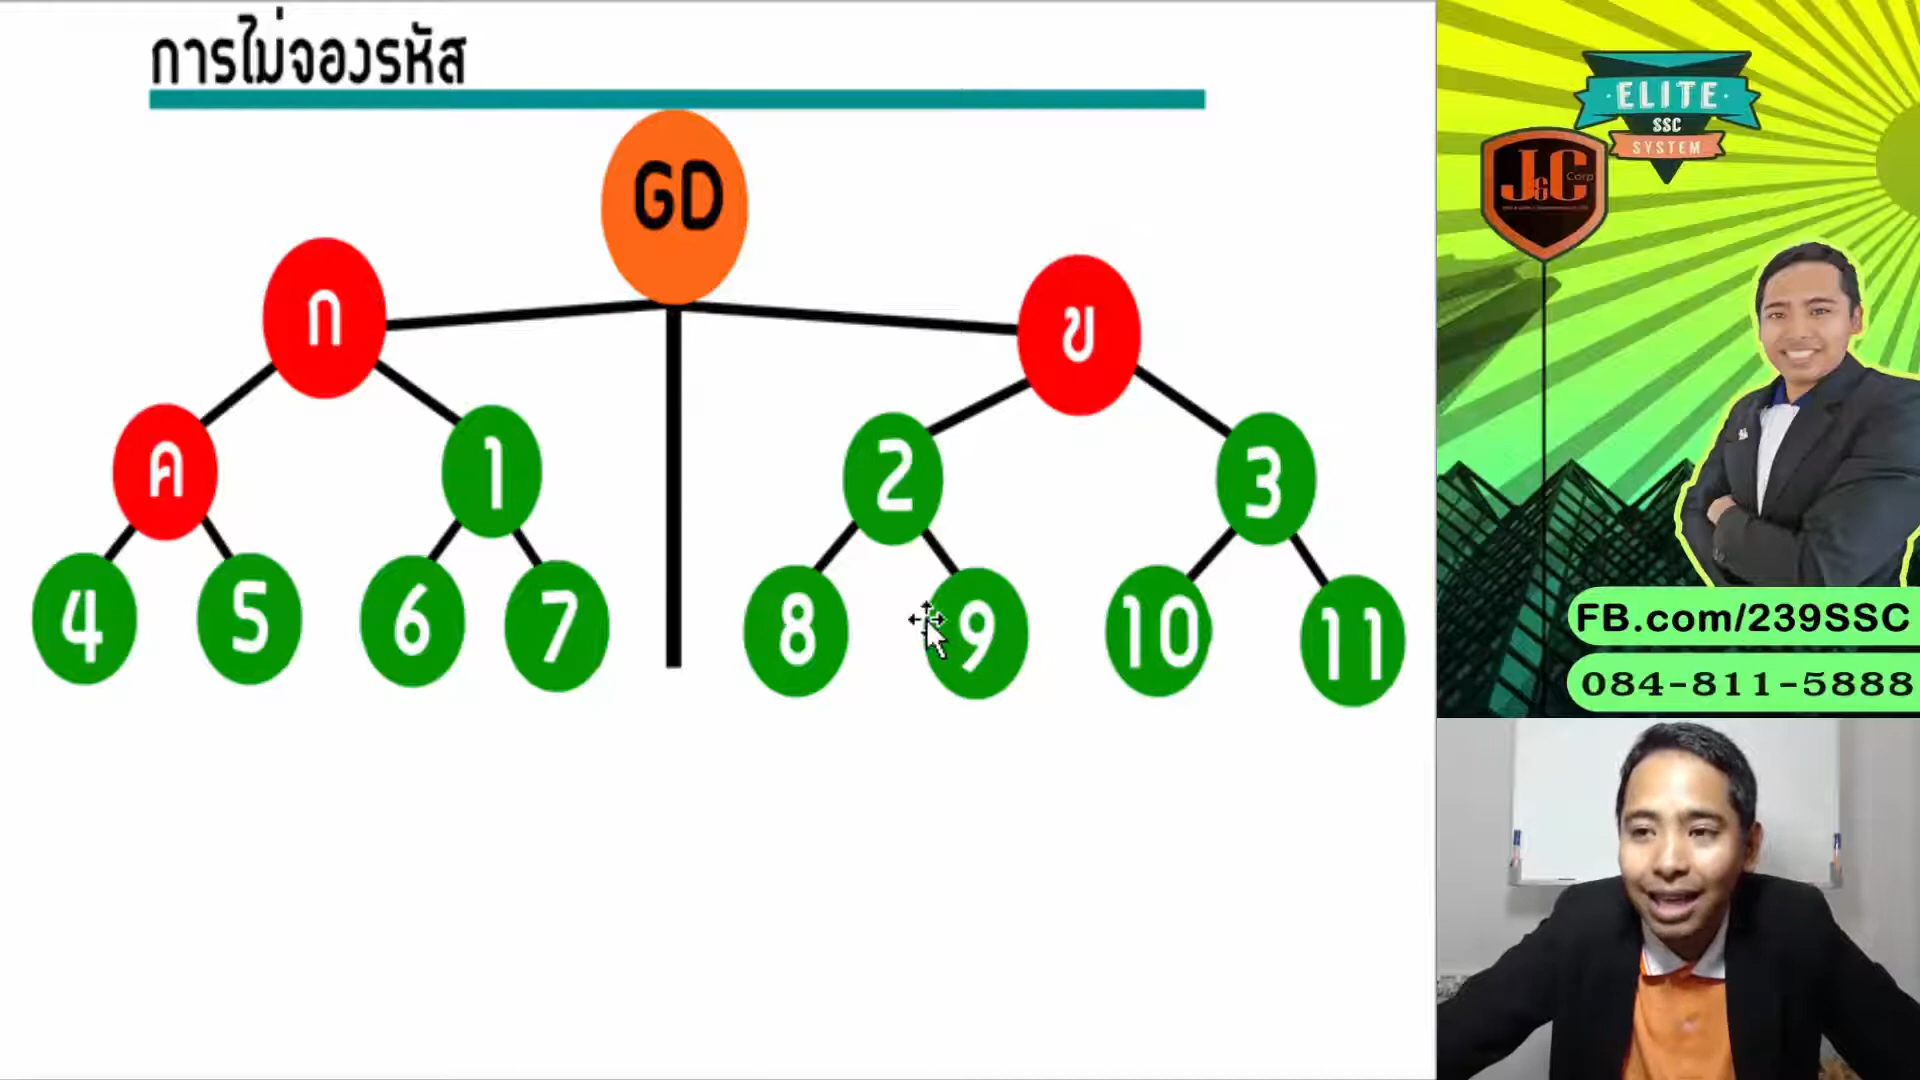 การไม่จองรหัส
GD
ก
ข
ค
1
2
3
4
5
6
7
8
9
10
11
ELITE
SSC
SYSTEM
J&C
Corp
FB.com/239SSC
084-811-5888